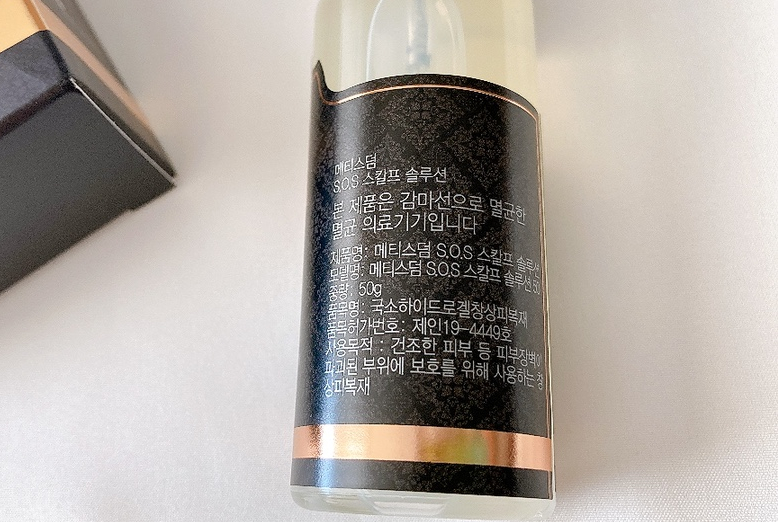 메티스덤
S.O.S 스칼프 솔루션
본 제품은 감마선으로 멸균한
멸균 의료기기입니다
제품명: 메티스덤 S.O.S 스칼프 솔루션
모델명: 메티스덤 S.O.S 스칼프 솔루션 50
중량: 50g
품목명: 국소하이드로겔창상피복재
품목허가번호: 제인19-4449호
사용목적 : 건조한 피부 등 피부장벽이
파괴된 부위에 보호를 위해 사용하는 창
상피복재